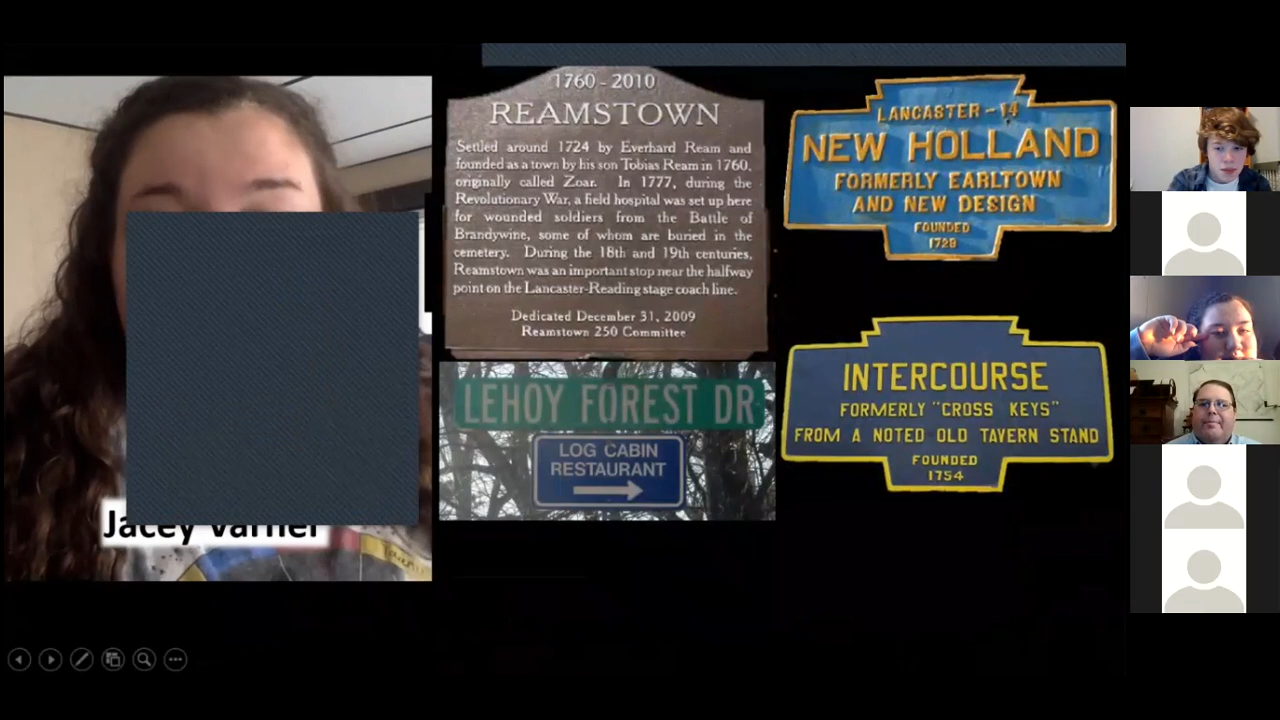 1760 - 2010
REAMSTOWN
Settled around 1724 by Everhard Ream and
founded as a town by his son Tobias Ream in 1760,
originally called Zoar. In 1777, during the
Revolutionary War, a field hospital was set up here
for wounded soldiers from the Battle of
Brandywine, some of whom are buried in the
cemetery. During the 18th and 19th centuries,
Reamstown was an important stop near the halfway
point on the Lancaster-Reading stage coach line.
Dedicated December 31, 2009
Reamstown 250 Committee
LEHOY FOREST DR
LOG CABIN
RESTAURANT
LANCASTER - 14
NEW HOLLAND
FORMERLY EARLTOWN
AND NEW DESIGN
FOUNDED
1728
INTERCOURSE
FORMERLY "CROSS KEYS"
FROM A NOTED OLD TAVERN STAND
FOUNDED
1754
Jacey Varner